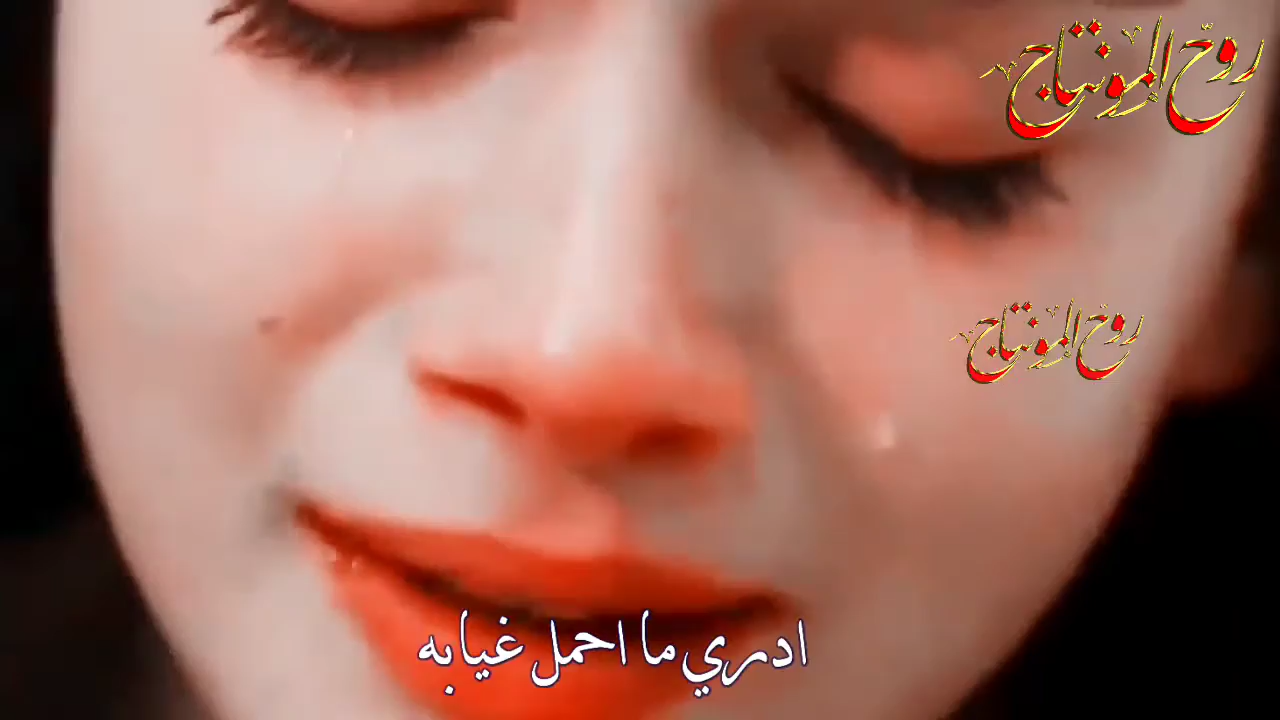 روح المونتاج
روح المونتاج
ادري ما احمل غيابه